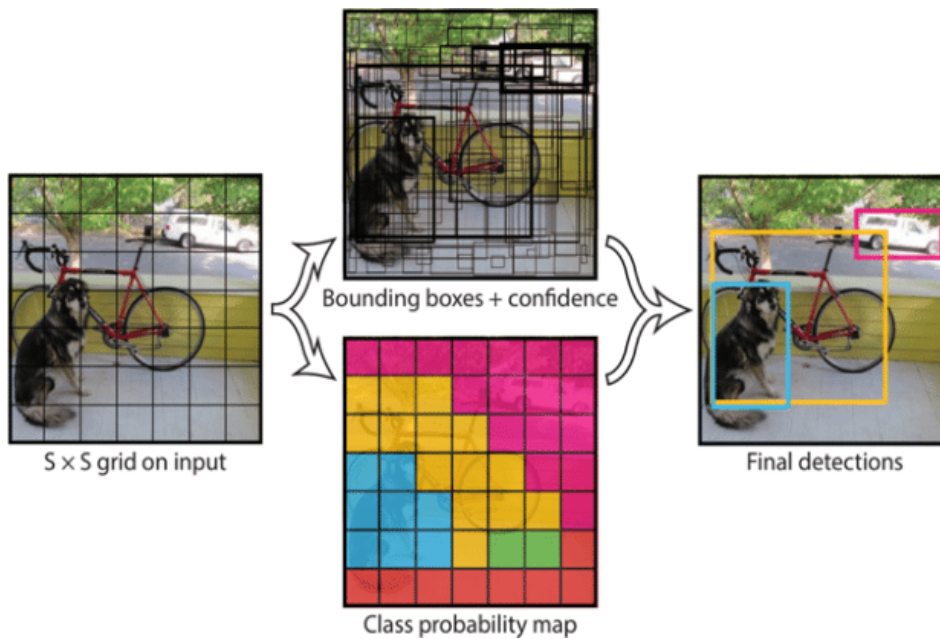 S × S grid on input
Bounding boxes + confidence
Class probability map
Final detections